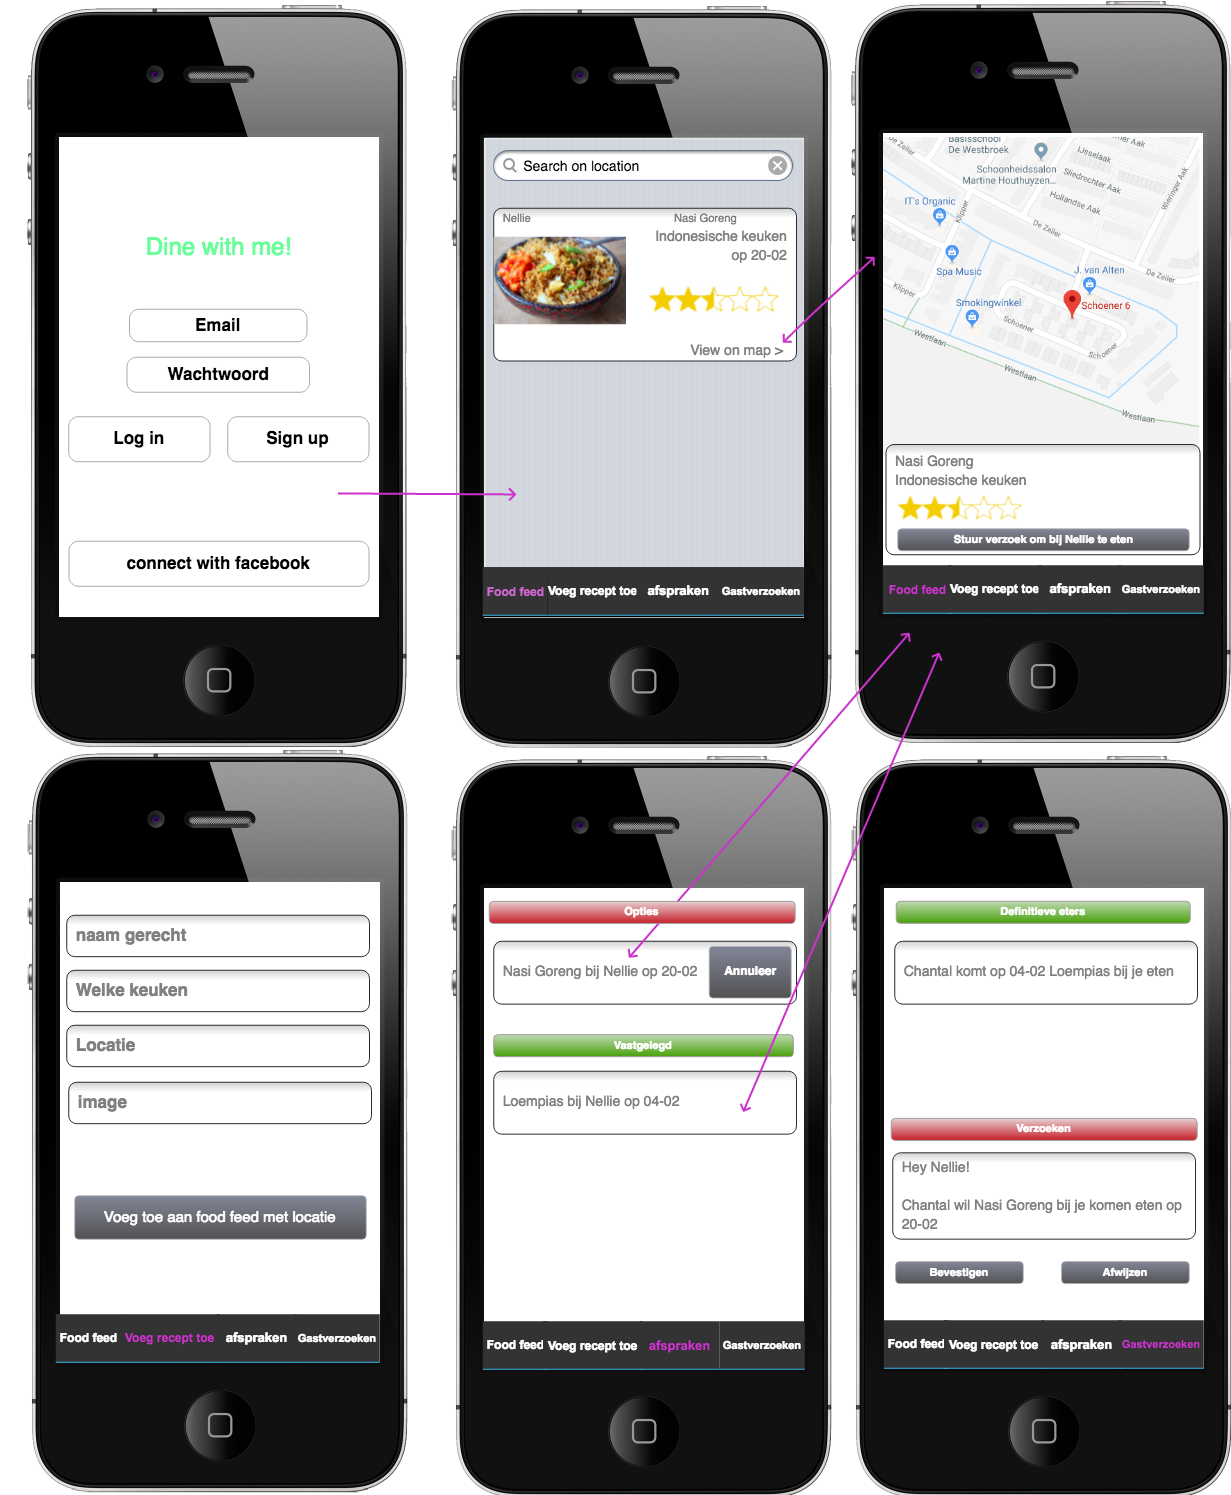 Dine with me!
Email
Wachtwoord
Log in
Sign up
connect with facebook
Search on location
Nellie
Nasi Goreng
Indonesische keuken
op 20-02
View on map >
Food feed
Voeg recept toe
afspraken
Gastverzoeken
De Zeiler
Basisschool
De Westbroek
Schoonheidssalon
Martine Houthuyzen...
IJsselaak
Sliedrechter Aak
Hollandse Aak
Wieringer Aak
Aak
IT's Organic
Klipper
De Zeiler
Spa Music
J. van Alten
De Zeiler
Klipper
Smokingwinkel
Schoener 6
Schoener
Schoener
Westlaan
Westlaan
Westlaan
Nasi Goreng
Indonesische keuken
Stuur verzoek om bij Nellie te eten
Food feed
Voeg recept toe
afspraken
Gastverzoeken
naam gerecht
Welke keuken
Locatie
image
Voeg toe aan food feed met locatie
Food feed
Voeg recept toe
afspraken
Gastverzoeken
Opties
Nasi Goreng bij Nellie op 20-02
Annuleer
Vastgelegd
Loempias bij Nellie op 04-02
Food feed
Voeg recept toe
afspraken
Gastverzoeken
Definitieve eters
Chantal komt op 04-02 Loempias bij je eten
Verzoeken
Hey Nellie!
Chantal wil Nasi Goreng bij je komen eten op
20-02
Bevestigen
Afwijzen
Food feed
Voeg recept toe
afspraken
Gastverzoeken